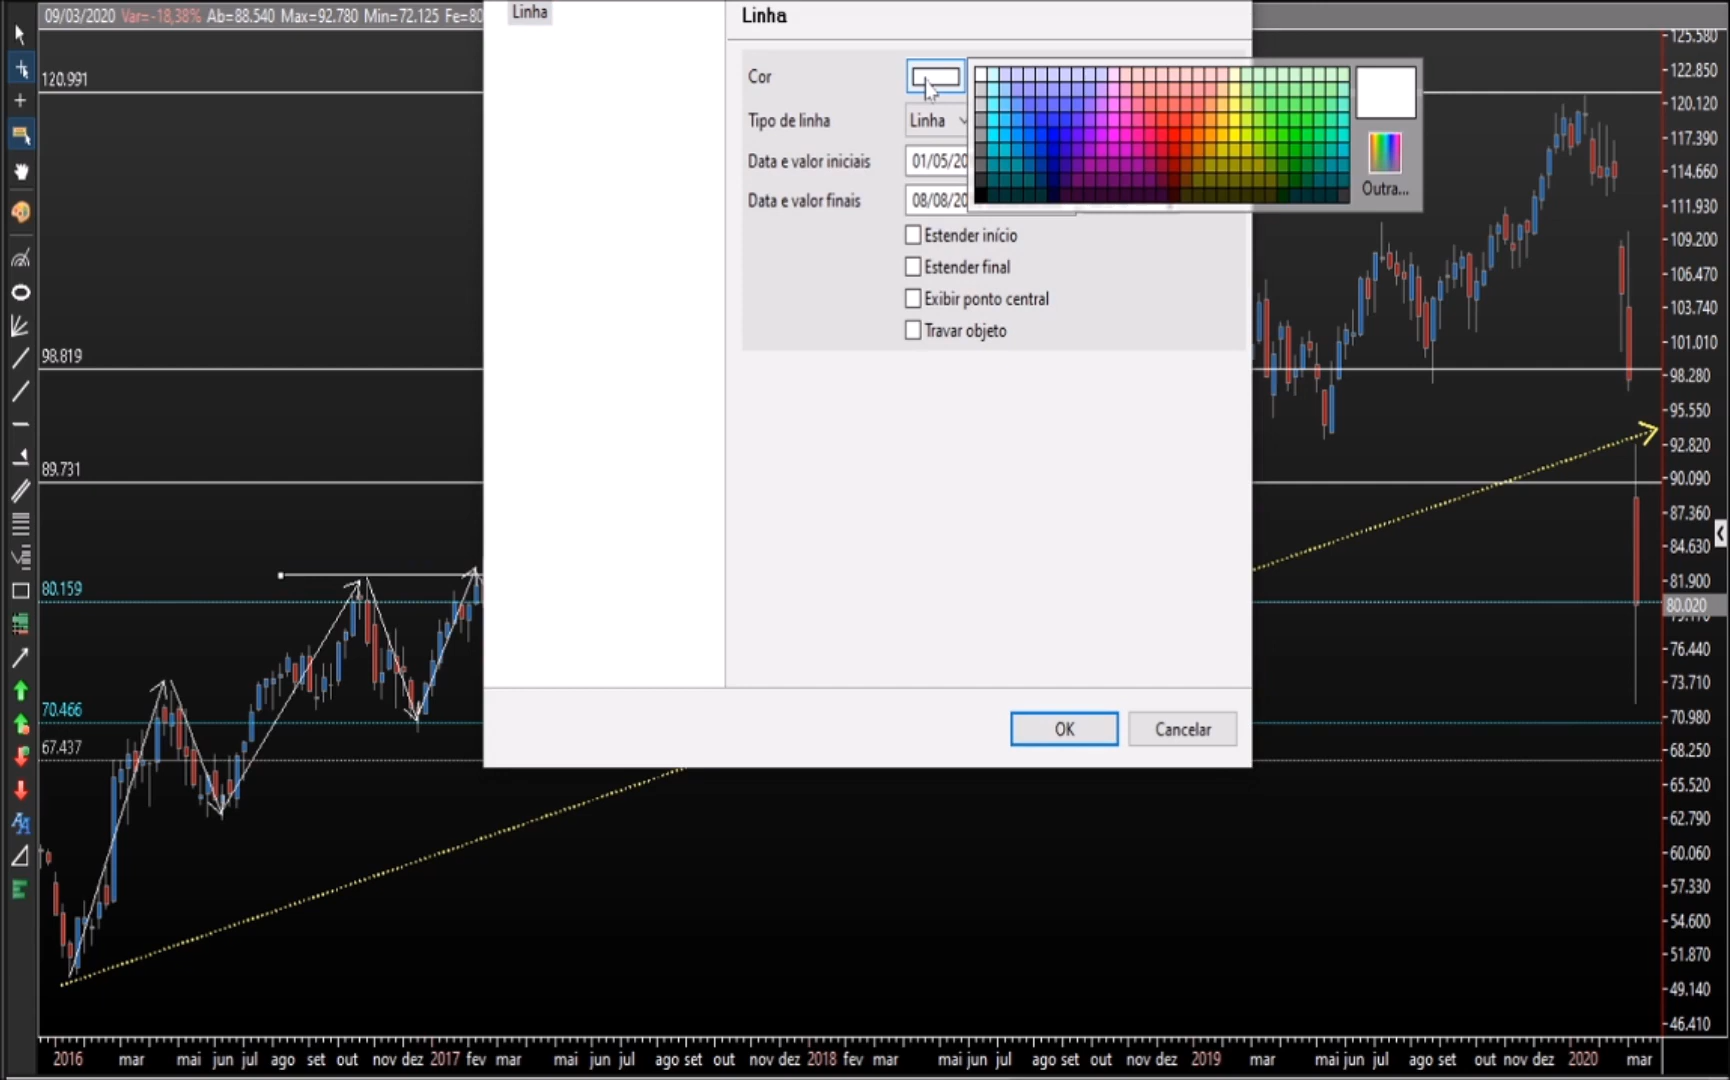 09/03/2020 Var=-18,38% Ab=88.540 Max=92.780 Min=72.125 Fe=80
Linha
Linha
Cor
Tipo de linha
Linha
Data e valor iniciais
01/05/20
Data e valor finais
08/08/20
Outra...
Estender início
Estender final
Exibir ponto central
Travar objeto
OK
Cancelar
120.991
98.819
89.731
80.159
70.466
67.437
125.580
122.850
120.120
117.390
114.660
111.930
109.200
106.470
103.740
101.010
98.280
95.550
92.820
90.090
87.360
84.630
81.900
80.020
76.440
73.710
70.980
68.250
65.520
62.790
60.060
57.330
54.600
51.870
49.140
46.410
2016 mar mai jun jul ago set out nov dez 2017 fev mar mai jun jul ago set out nov dez 2018 fev mar mai jun jul ago set out nov dez 2019 mar mai jun jul ago set out nov dez 2020 mar